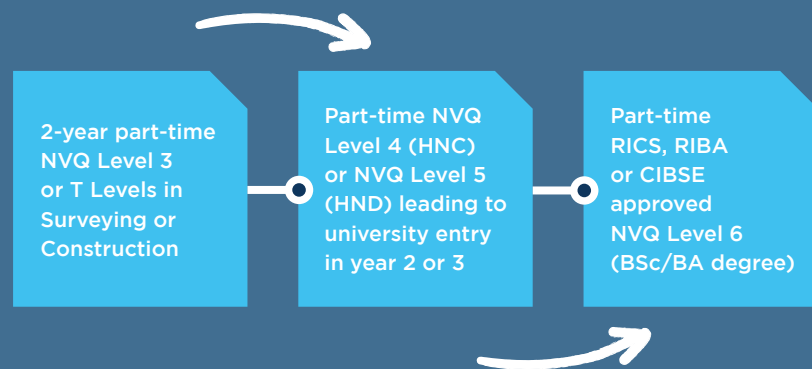 2-year part-time
NVQ Level 3
or T Levels in
Surveying or
Construction
Part-time NVQ
Level 4 (HNC)
or NVQ Level 5
(HND) leading to
university entry
in year 2 or 3
Part-time
RICS, RIBA
or CIBSE
approved
NVQ Level 6
(BSc/BA degree)